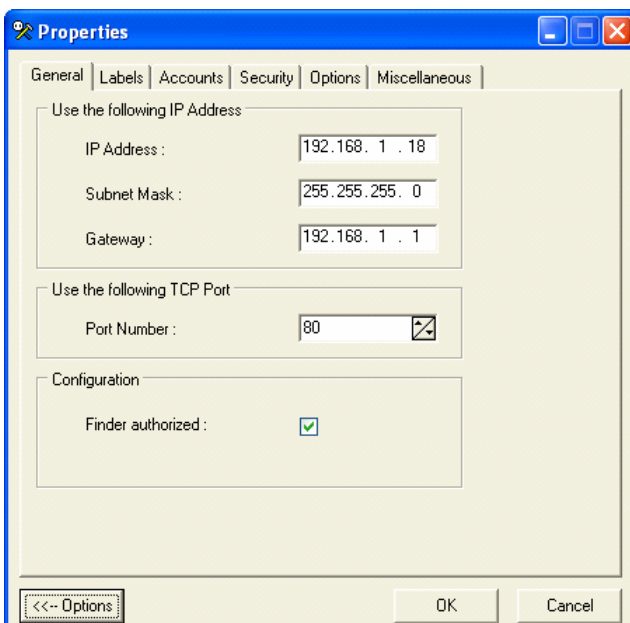 Properties
General Labels Accounts Security Options Miscellaneous
Use the following IP Address
IP Address : 192.168. 1 . 18
Subnet Mask : 255.255.255. 0
Gateway : 192.168. 1 . 1
Use the following TCP Port
Port Number : 80
Configuration
Finder authorized :
<<-- Options OK Cancel